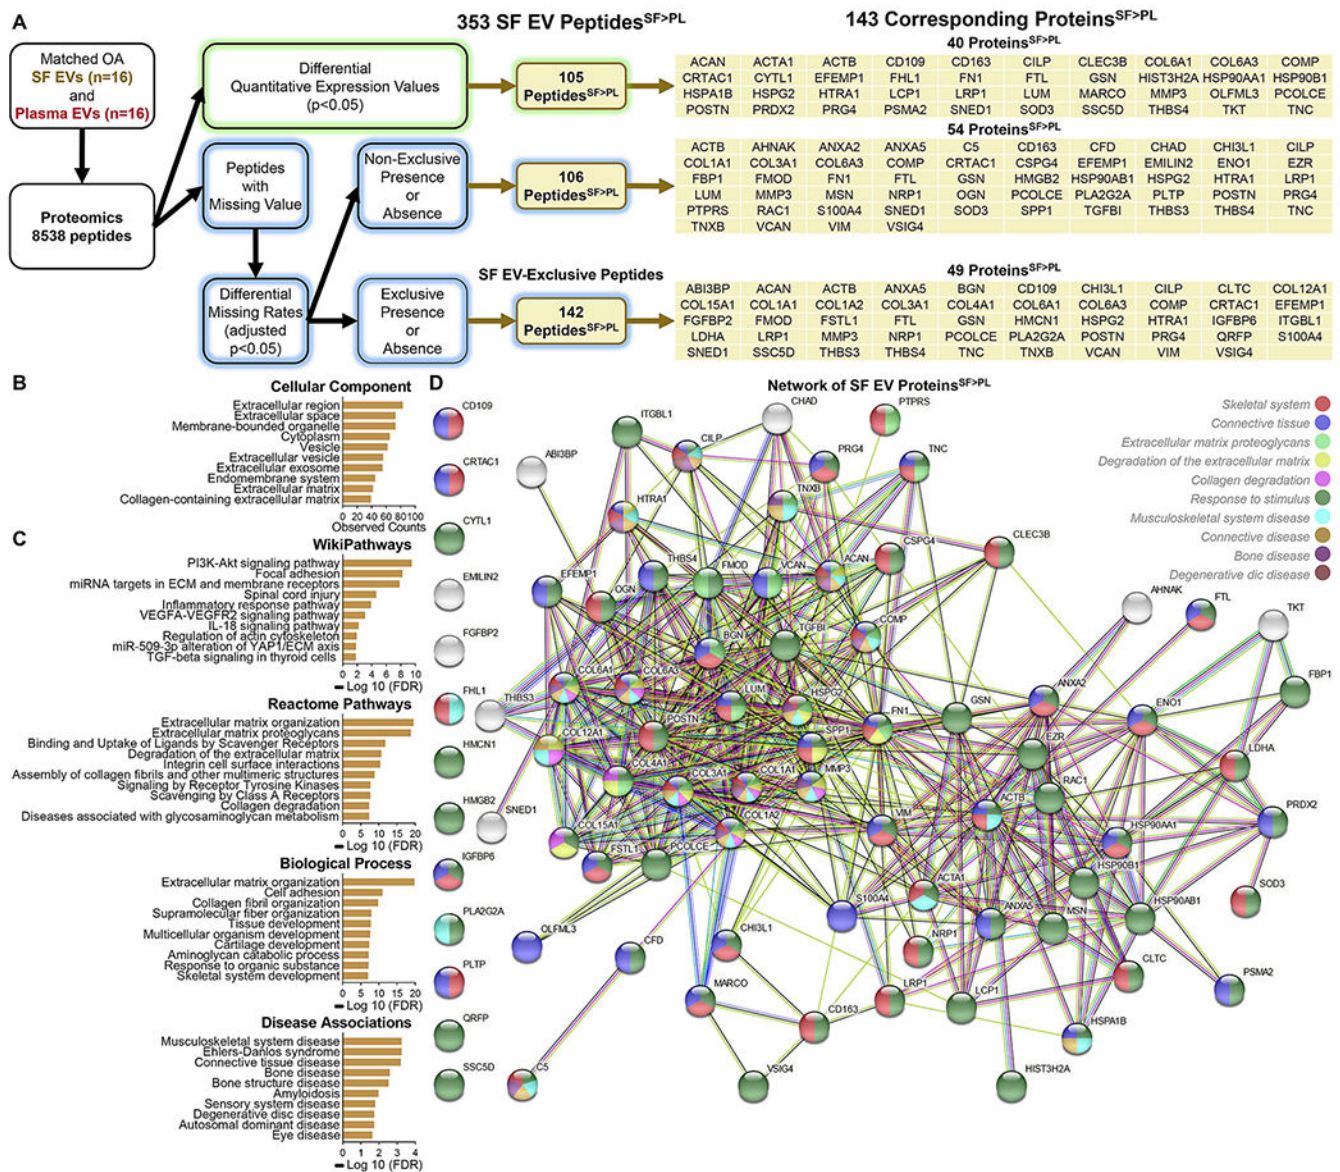 A
353 SF EV Peptides^SF>PL
143 Corresponding Proteins^SF>PL
Matched OA
SF EVs (n=16)
and
Plasma EVs (n=16)
Proteomics
8538 peptides
Differential
Quantitative Expression Values
(p<0.05)
Peptides
with
Missing Value
Differential
Missing Rates
(adjusted
p<0.05)
Non-Exclusive
Presence
or
Absence
Exclusive
Presence
or
Absence
105
Peptides^SF>PL
106
Peptides^SF>PL
SF EV-Exclusive Peptides
142
Peptides^SF>PL
40 Proteins^SF>PL
ACAN ACTA1 ACTB CD109 CD163 CILP CLEC3B COL6A1 COL6A3 COMP
CRTAC1 CYTL1 EFEMP1 FHL1 FN1 FTL GSN HIST3H2A HSP90AA1 HSP90B1
HSPA1B HSPG2 HTRA1 LCP1 LRP1 LUM MARCO MMP3 OLFML3 PCOLCE
POSTN PRDX2 PRG4 PSMA2 SNED1 SOD3 SSC5D THBS4 TKT TNC
54 Proteins^SF>PL
ACTB AHNAK ANXA2 ANXA5 C5 CD163 CFD CHAD CHI3L1 CILP
COL1A1 COL3A1 COL6A3 COMP CRTAC1 CSPG4 EFEMP1 EMILIN2 ENO1 EZR
FBP1 FMOD FN1 FTL GSN HMGB2 HSP90AB1 HSPG2 HTRA1 LRP1
LUM MMP3 MSN NRP1 OGN PCOLCE PLA2G2A PLTP POSTN PRG4
PTPRS RAC1 S100A4 SNED1 SOD3 SPP1 TGFBI THBS3 THBS4 TNC
TNXB VCAN VIM VSIG4
49 Proteins^SF>PL
ABI3BP ACAN ACTB ANXA5 BGN CD109 CHI3L1 CILP CLTC COL12A1
COL15A1 COL1A1 COL1A2 COL3A1 COL4A1 COL6A1 COL6A3 COMP CRTAC1 EFEMP1
FGFBP2 FMOD FSTL1 FTL GSN HMCN1 HSPG2 HTRA1 IGFBP6 ITGBL1
LDHA LRP1 MMP3 NRP1 PCOLCE PLA2G2A POSTN PRG4 QRFP S100A4
SNED1 SSC5D THBS3 THBS4 TNC TNXB VCAN VIM VSIG4
B
Cellular Component
Extracellular region
Extracellular space
Membrane-bounded organelle
Cytoplasm
Vesicle
Extracellular vesicle
Extracellular exosome
Endomembrane system
Extracellular matrix
Collagen-containing extracellular matrix
0 20 40 60 80 100
Observed Counts
C
WikiPathways
PI3K-Akt signaling pathway
Focal adhesion
miRNA targets in ECM and membrane receptors
Spinal cord injury
Inflammatory response pathway
VEGFA-VEGFR2 signaling pathway
IL-18 signaling pathway
Regulation of actin cytoskeleton
miR-509-3p alteration of YAP1/ECM axis
TGF-beta signaling in thyroid cells
0 2 4 6 8 10
Log 10 (FDR)
Reactome Pathways
Extracellular matrix organization
Extracellular matrix proteoglycans
Binding and Uptake of Ligands by Scavenger Receptors
Degradation of the extracellular matrix
Integrin cell surface interactions
Assembly of collagen fibrils and other multimeric structures
Signaling by Receptor Tyrosine Kinases
Scavenging by Class A Receptors
Collagen degradation
Diseases associated with glycosaminoglycan metabolism
0 5 10 15 20
Log 10 (FDR)
Biological Process
Extracellular matrix organization
Cell adhesion
Collagen fibril organization
Supramolecular fiber organization
Tissue development
Multicellular organism development
Cartilage development
Aminoglycan catabolic process
Response to organic substance
Skeletal system development
0 5 10 15 20
Log 10 (FDR)
Disease Associations
Musculoskeletal system disease
Ehlers-Danlos syndrome
Connective tissue disease
Bone disease
Bone structure disease
Amyloidosis
Sensory system disease
Degenerative disc disease
Autosomal dominant disease
Eye disease
0 1 2 3 4
Log 10 (FDR)
D
Network of SF EV Proteins^SF>PL
Skeletal system
Connective tissue
Extracellular matrix proteoglycans
Degradation of the extracellular matrix
Collagen degradation
Response to stimulus
Musculoskeletal system disease
Connective disease
Bone disease
Degenerative dic disease
CD109
CRTAC1
CYTL1
EMILIN2
FGFBP2
FHL1
HMCN1
HMGB2
IGFBP6
PLA2G2A
PLTP
QRFP
SSC5D
CHAD
PTPRS
ITGBL1
CILP
PRG4
TNC
ABI3BP
TNXB
HTRA1
CSPG4
CLEC3B
THBS4
FMOD
VCAN
ACAN
EFEMP1
OGN
AHNAK
FTL
TKT
BGN
TGFBI
COMP
COL6A1
COL6A3
FBP1
THBS3
LUM
HSPG2
GSN
ANXA2
ENO1
POSTN
FN1
SPP1
EZR
COL12A1
LDHA
COL4A1
COL3A1
COL1A1
MMP3
RAC1
SNED1
COL1A2
VIM
ACTB
PRDX2
COL15A1
HSP90AA1
FSTL1
PCOLCE
HSP90B1
ACTA1
SOD3
S100A4
ANXA5
MSN
HSP90AB1
OLFML3
CFD
CHI3L1
NRP1
CLTC
PSMA2
MARCO
CD163
LRP1
LCP1
HSPA1B
C5
VSIG4
HIST3H2A